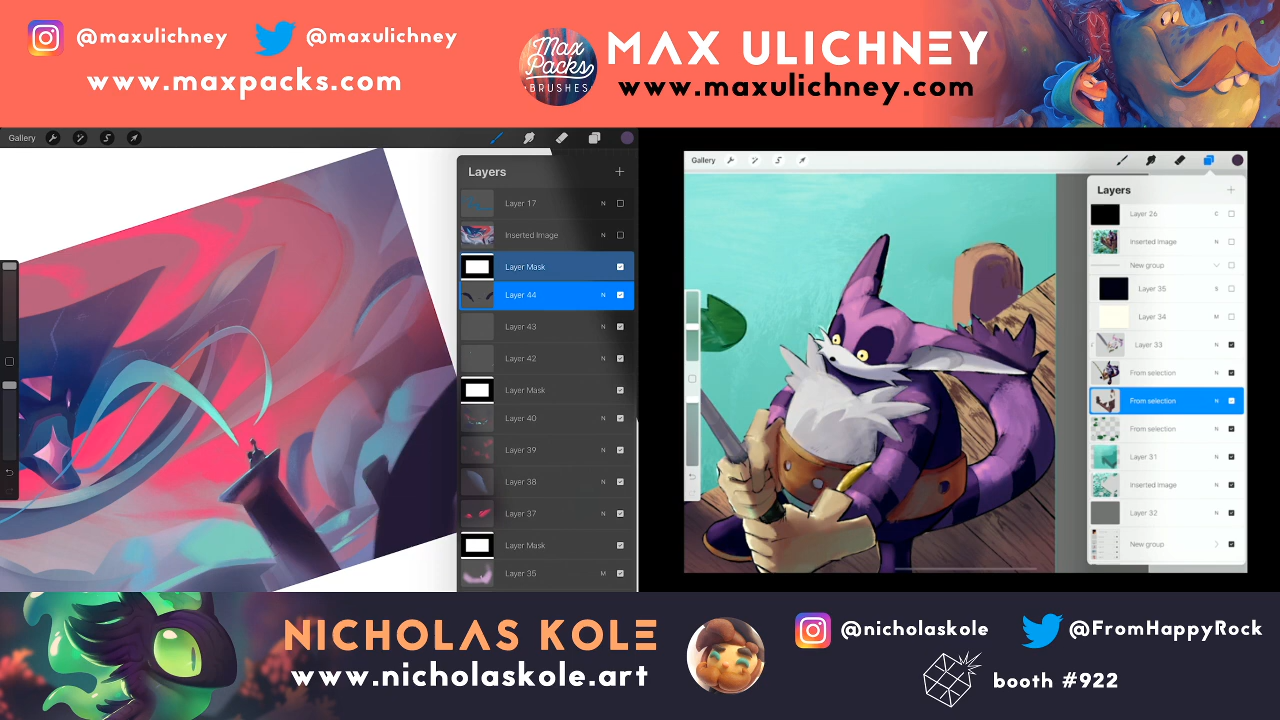 @maxulichney
@maxulichney
www.maxpacks.com
Max
Packs
BRUSHES
MAX ULICHNEY
www.maxulichney.com
Gallery
Layers
Layer 17 N
Inserted Image N
Layer Mask
Layer 44 N
Layer 43 N
Layer 42 N
Layer Mask
Layer 40 N
Layer 39 N
Layer 38 N
Layer 37 N
Layer Mask
Layer 35 M
Gallery
Layers
Layer 26 C
Inserted Image N
New group
Layer 35 S
Layer 34 M
Layer 33 N
From selection N
From selection N
From selection N
Layer 31 N
Inserted Image N
Layer 32 N
New group
NICHOLAS KOLE
www.nicholaskole.art
@nicholaskole
@FromHappyRock
booth #922